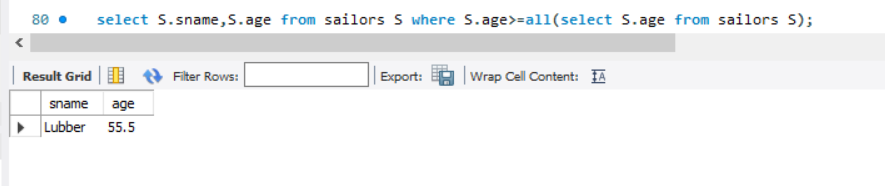 80 select S.sname,S.age from sailors S where S.age>=all(select S.age from sailors S);
Result Grid Filter Rows: Export: Wrap Cell Content: IA
sname age
Lubber 55.5